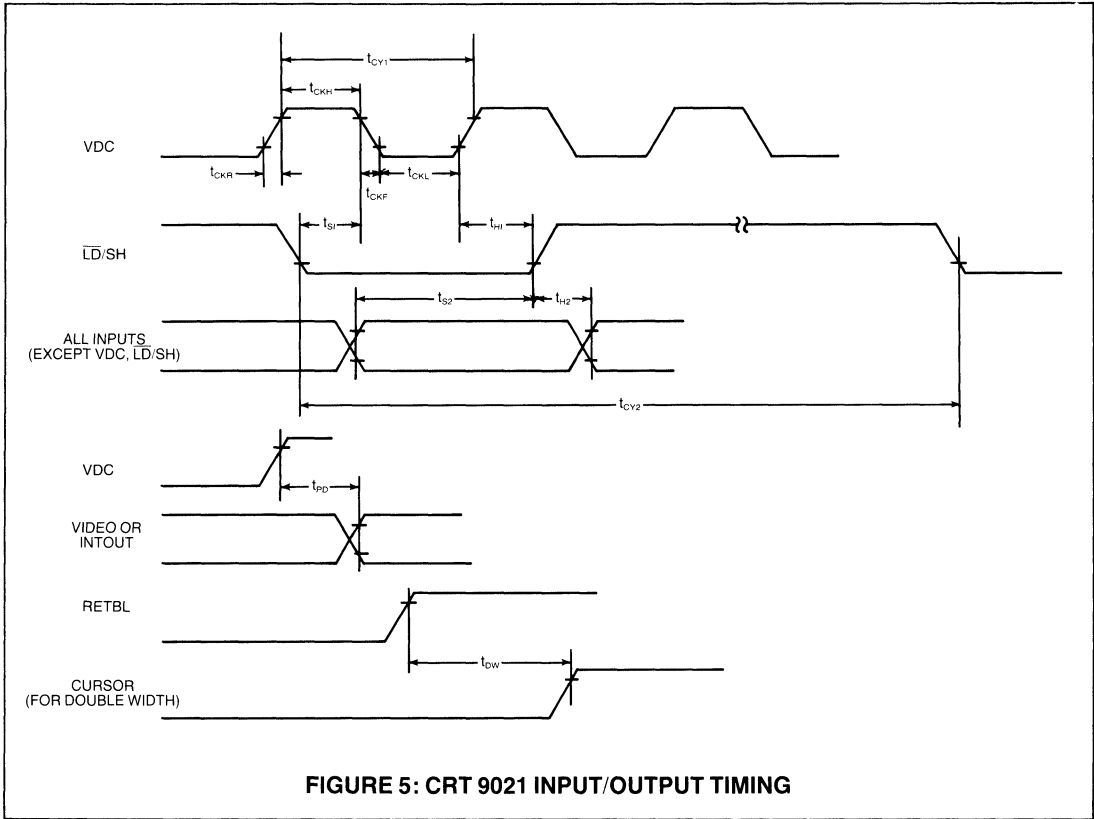 tCY1
tCKH
VDC
tCKR
tCKF
tCKL
tS1
tH1
LD/SH
tS2
tH2
ALL INPUTS
(EXCEPT VDC, LD/SH)
tCY2
VDC
tPD
VIDEO OR
INTOUT
RETBL
tDW
CURSOR
(FOR DOUBLE WIDTH)
FIGURE 5: CRT 9021 INPUT/OUTPUT TIMING